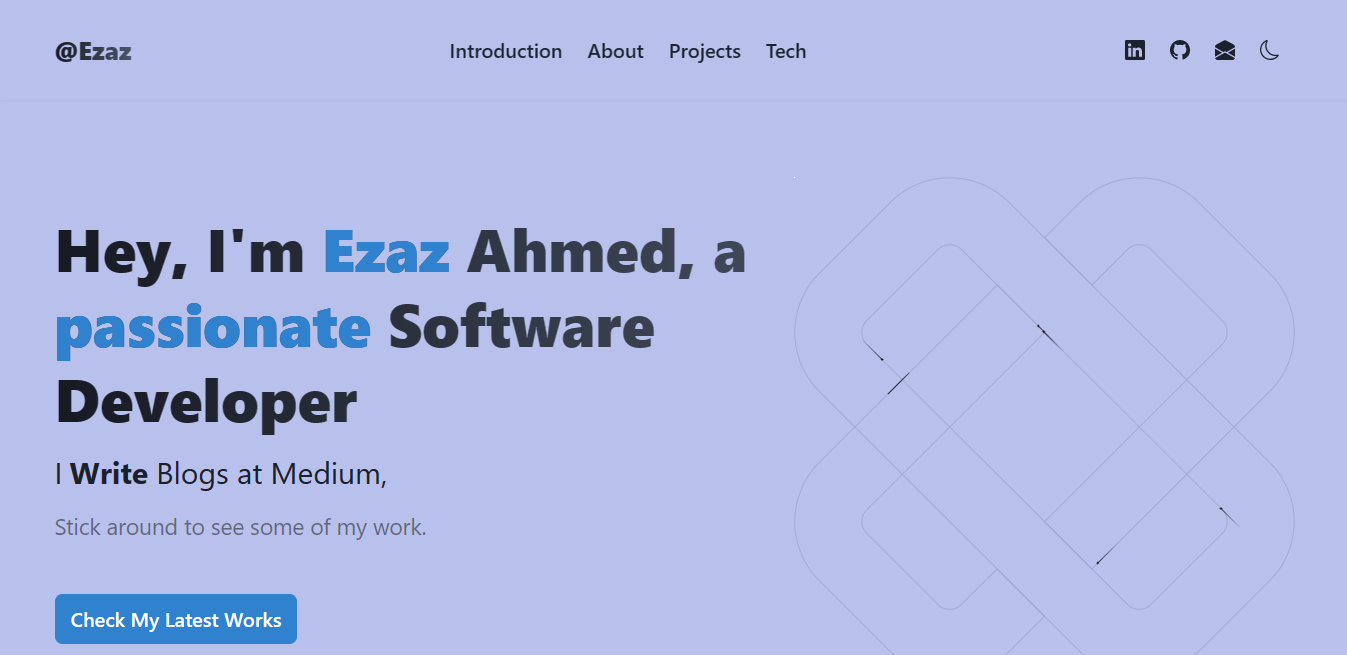 @Ezaz
Introduction About Projects Tech
Hey, I'm Ezaz Ahmed, a
passionate Software
Developer
I Write Blogs at Medium,
Stick around to see some of my work.
Check My Latest Works